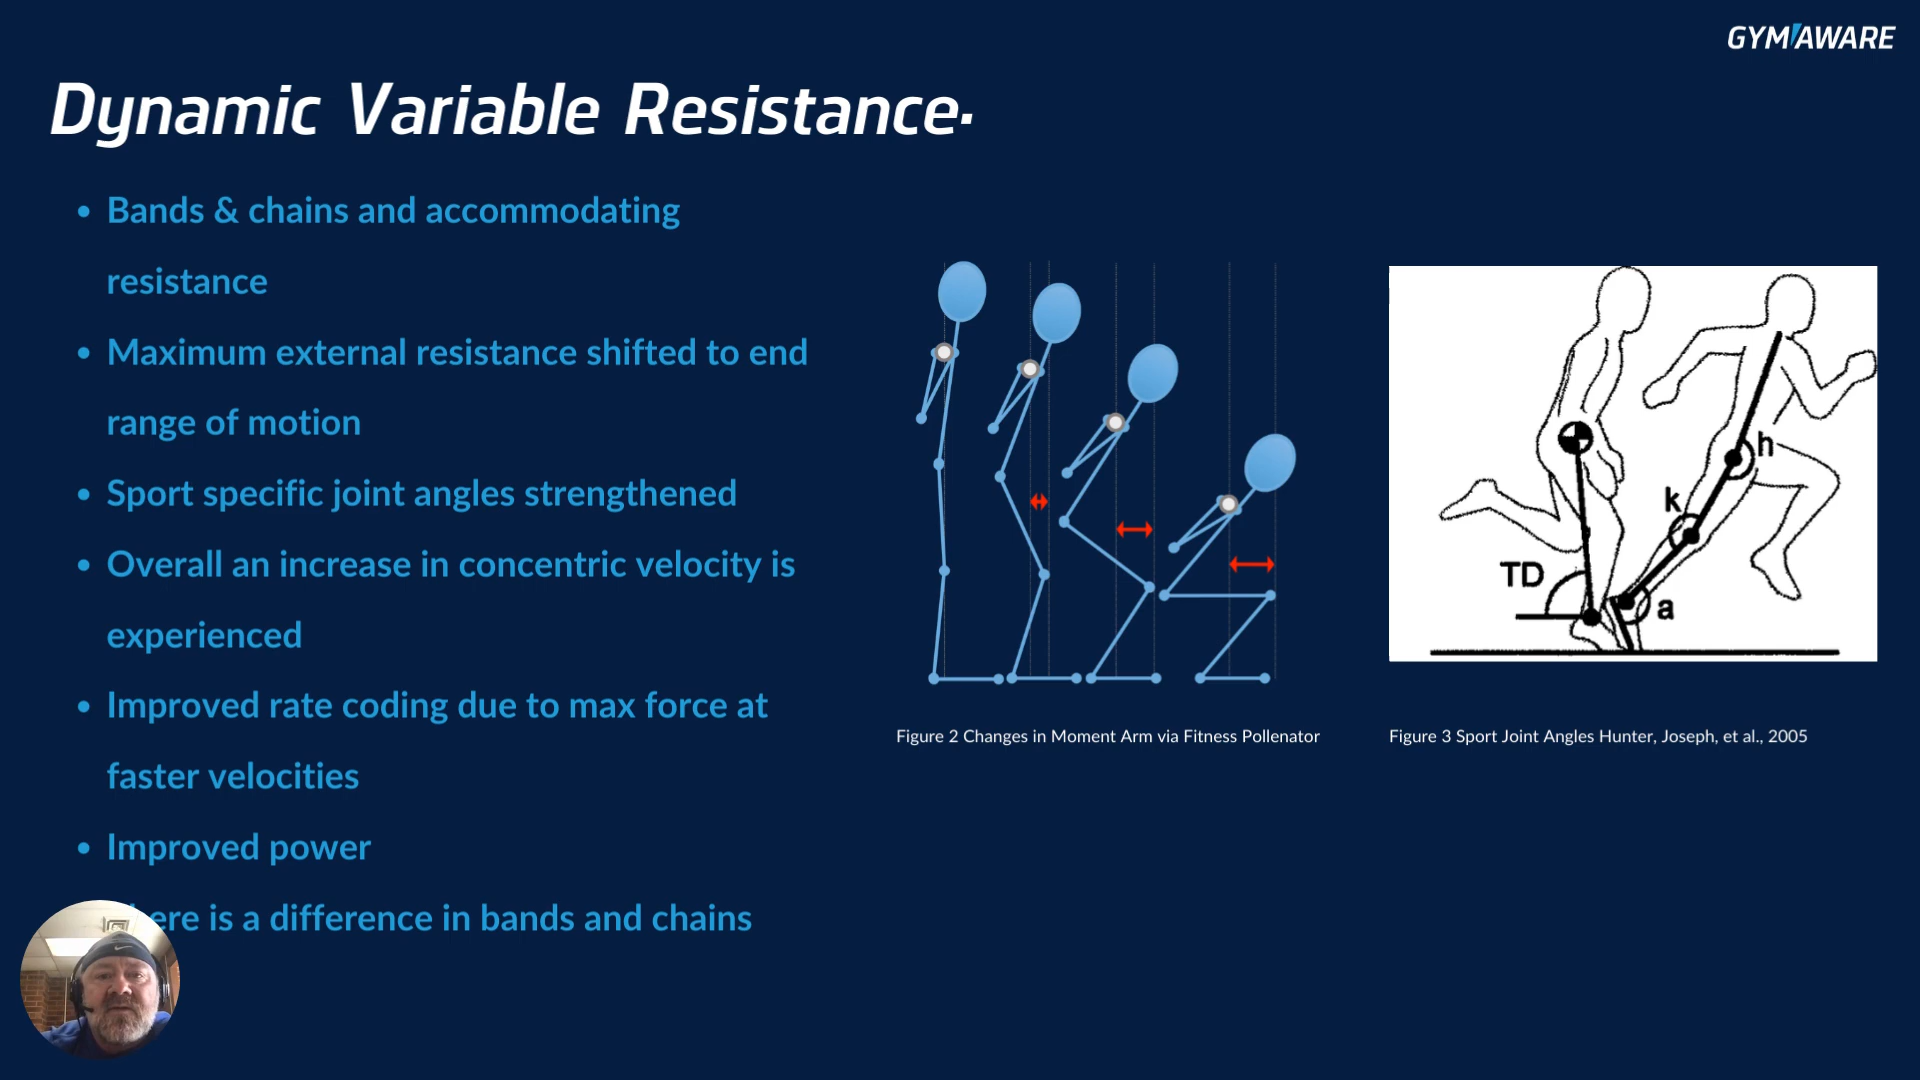 GYMAWARE
Dynamic Variable Resistance.
• Bands & chains and accommodating
resistance
• Maximum external resistance shifted to end
range of motion
• Sport specific joint angles strengthened
• Overall an increase in concentric velocity is
experienced
• Improved rate coding due to max force at
faster velocities
• Improved power
is a difference in bands and chains
h
k
TD
a
Figure 2 Changes in Moment Arm via Fitness Pollenator
Figure 3 Sport Joint Angles Hunter, Joseph, et al., 2005